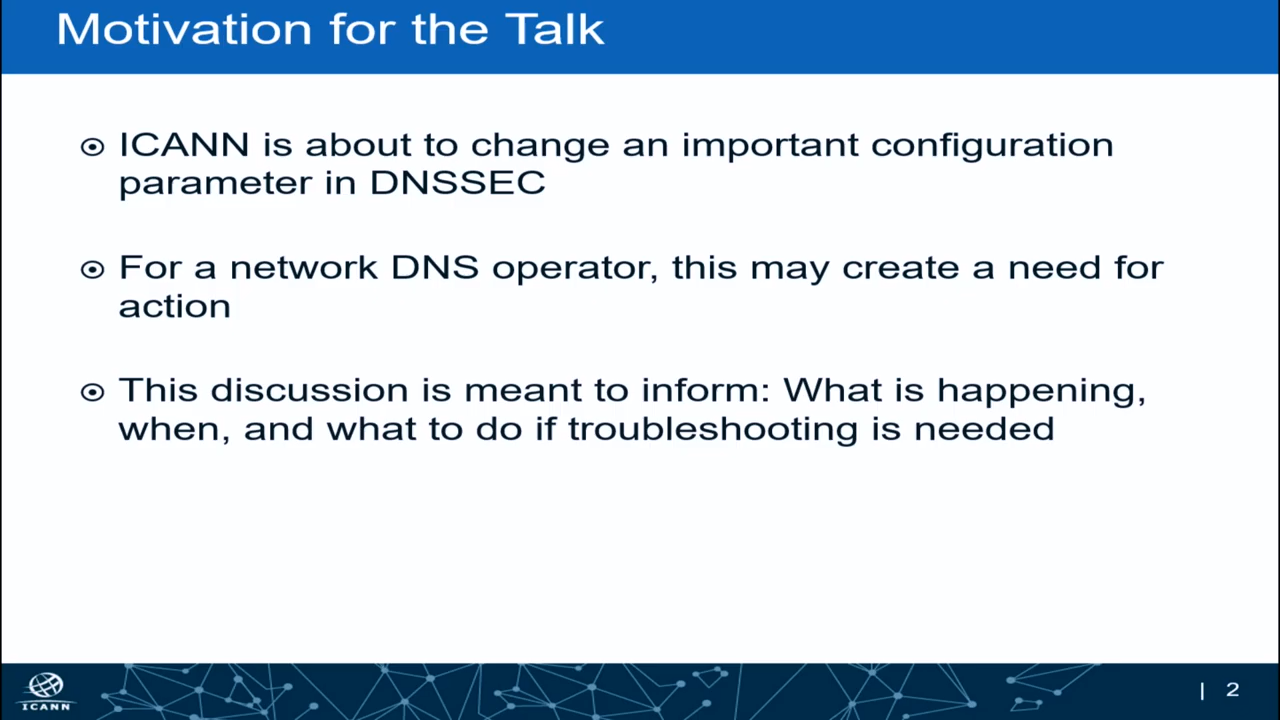 Motivation for the Talk
ICANN is about to change an important configuration
parameter in DNSSEC
For a network DNS operator, this may create a need for
action
This discussion is meant to inform: What is happening,
when, and what to do if troubleshooting is needed
ICANN
| 2